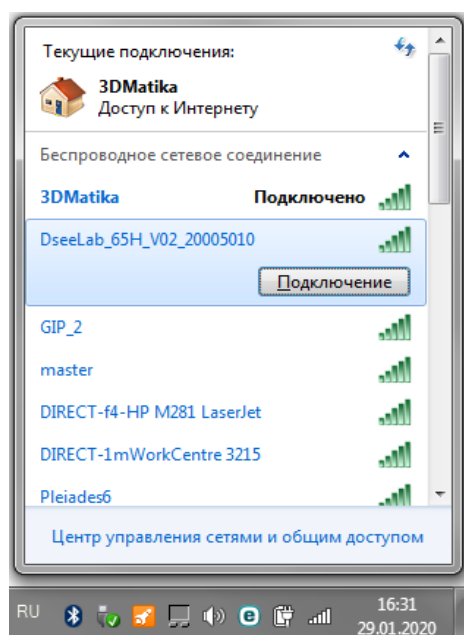 Текущие подключения:
3DMatika
Доступ к Интернету
Беспроводное сетевое соединение
3DMatika Подключено
DseeLab_65H_V02_20005010
Подключение
GIP_2
master
DIRECT-f4-HP M281 LaserJet
DIRECT-1mWorkCentre 3215
Pleiades6
Центр управления сетями и общим доступом
RU 16:31
29.01.2020